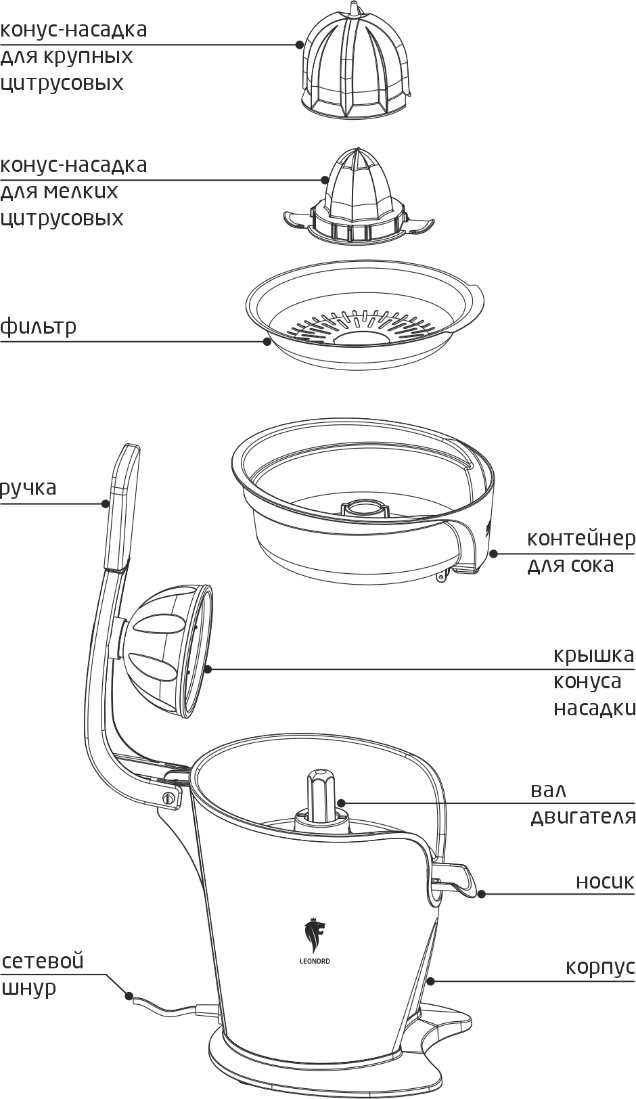 конус-насадка
для крупных
цитрусовых
конус-насадка
для мелких
цитрусовых
фильтр
ручка
контейнер
для сока
крышка
конуса
насадки
вал
двигателя
носик
LEONORD
сетевой
шнур
корпус